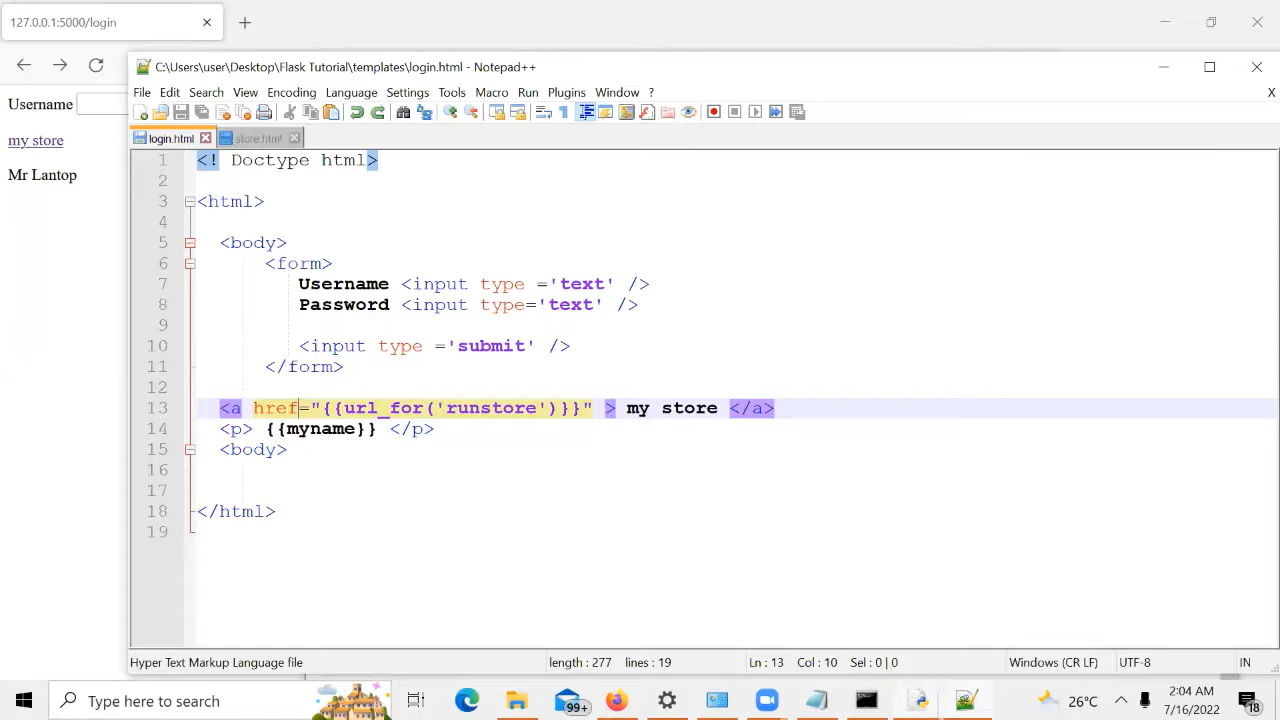 127.0.0.1:5000/login
C:\Users\user\Desktop\Flask Tutorial\templates\login.html - Notepad++
File Edit Search View Encoding Language Settings Tools Macro Run Plugins Window ? X
Username
my store
Mr Lantop
login.html store.html
1 <! Doctype html>
2
3 <html>
4
5 <body>
6 <form>
7 Username <input type ='text' />
8 Password <input type='text' />
9
10 <input type ='submit' />
11 </form>
12
13 <a href="{{url_for('runstore')}}" > my store </a>
14 <p> {{myname}} </p>
15 <body>
16
17
18 </html>
19
Hyper Text Markup Language file length : 277 lines : 19 Ln : 13 Col : 10 Sel : 0 | 0 Windows (CR LF) UTF-8 IN
Type here to search 99+ 26°C 2:04 AM
7/16/2022 18